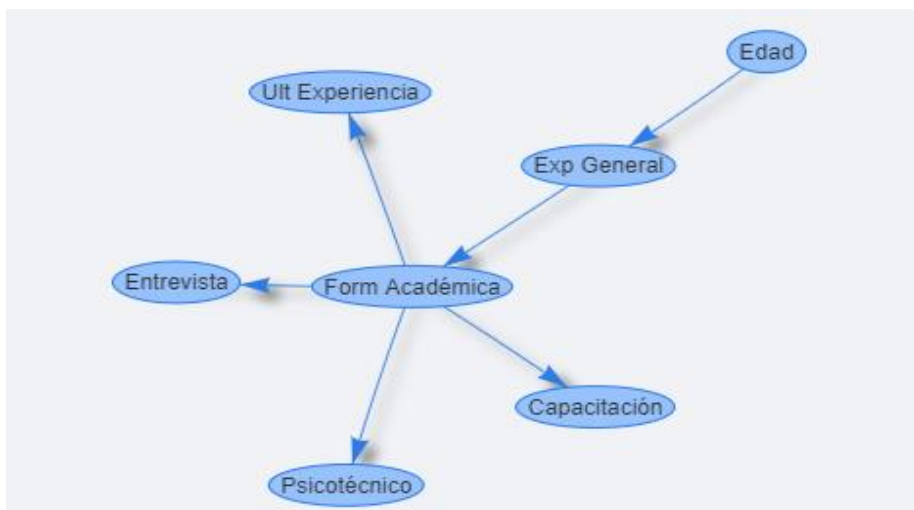 Edad
Ult Experiencia
Exp General
Entrevista
Form Académica
Capacitación
Psicotécnico